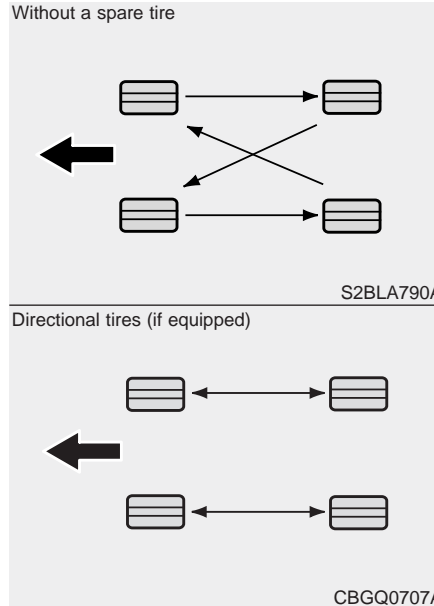 Without a spare tire
S2BLA790A
Directional tires (if equipped)
CBGQ0707A